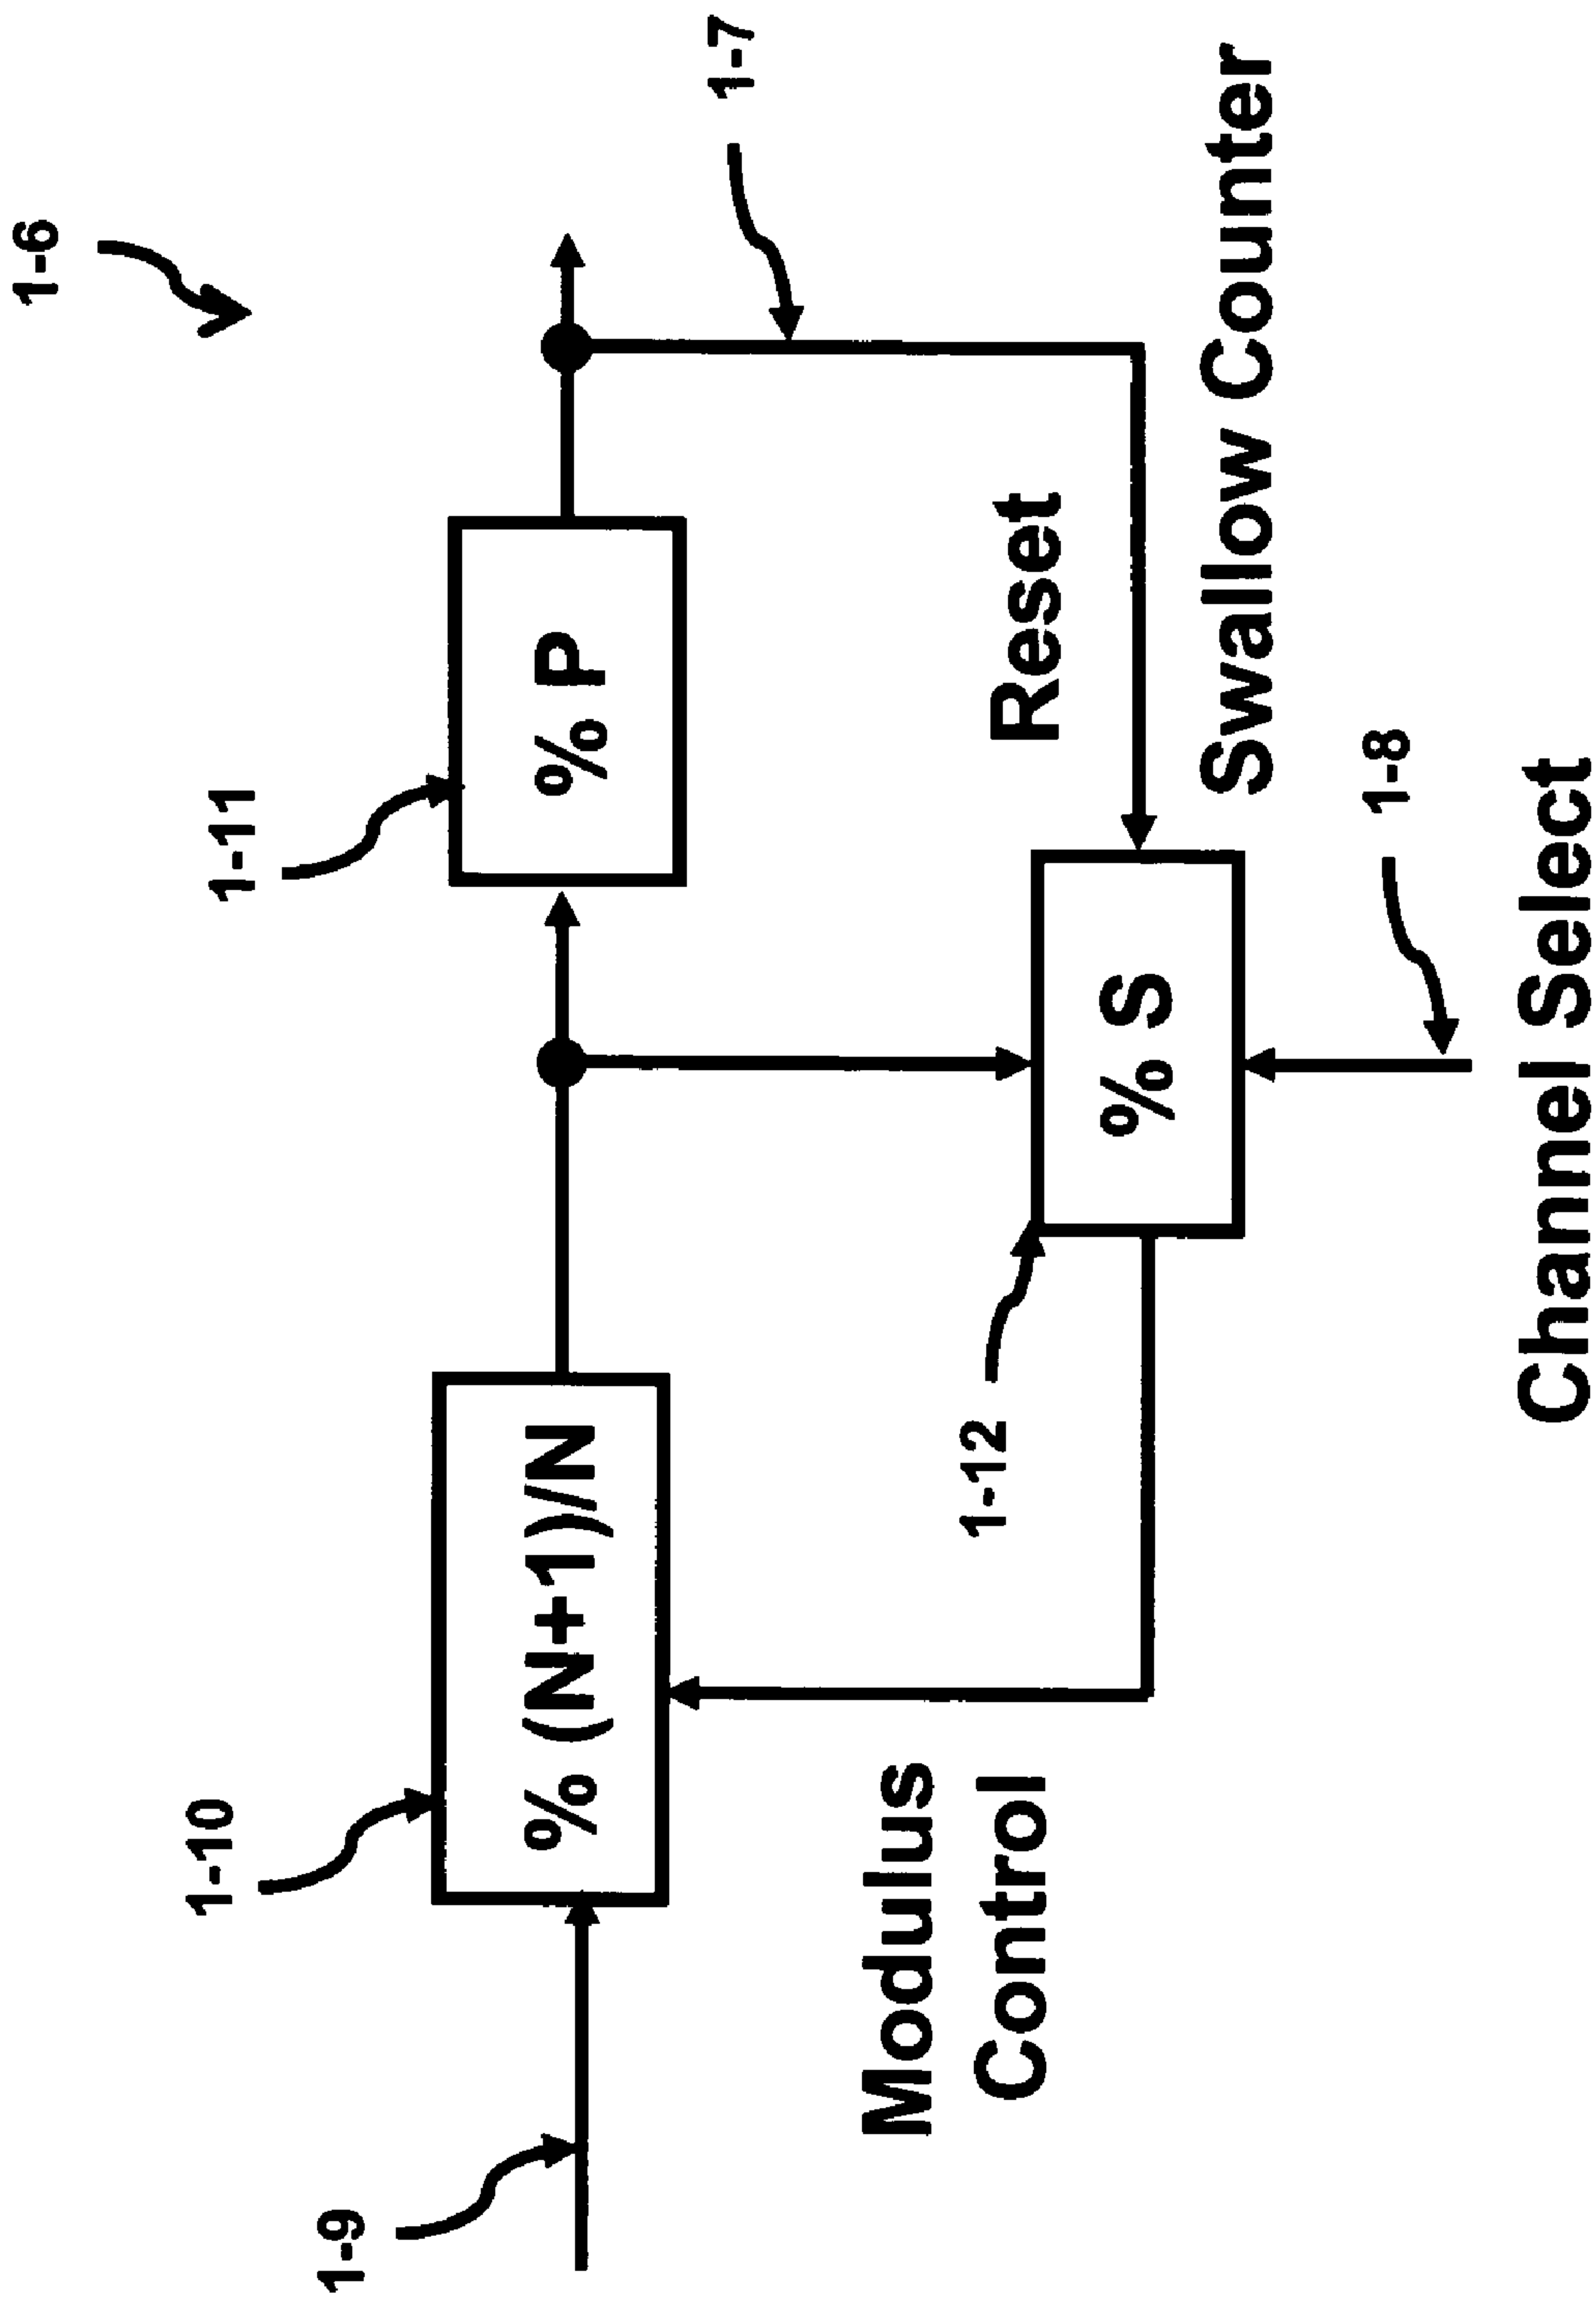 1-6
1-7
1-11
% P
1-10
% (N+1)/N
1-9
Reset
Swallow Counter
1-12
% S
Modulus
Control
1-8
Channel Select